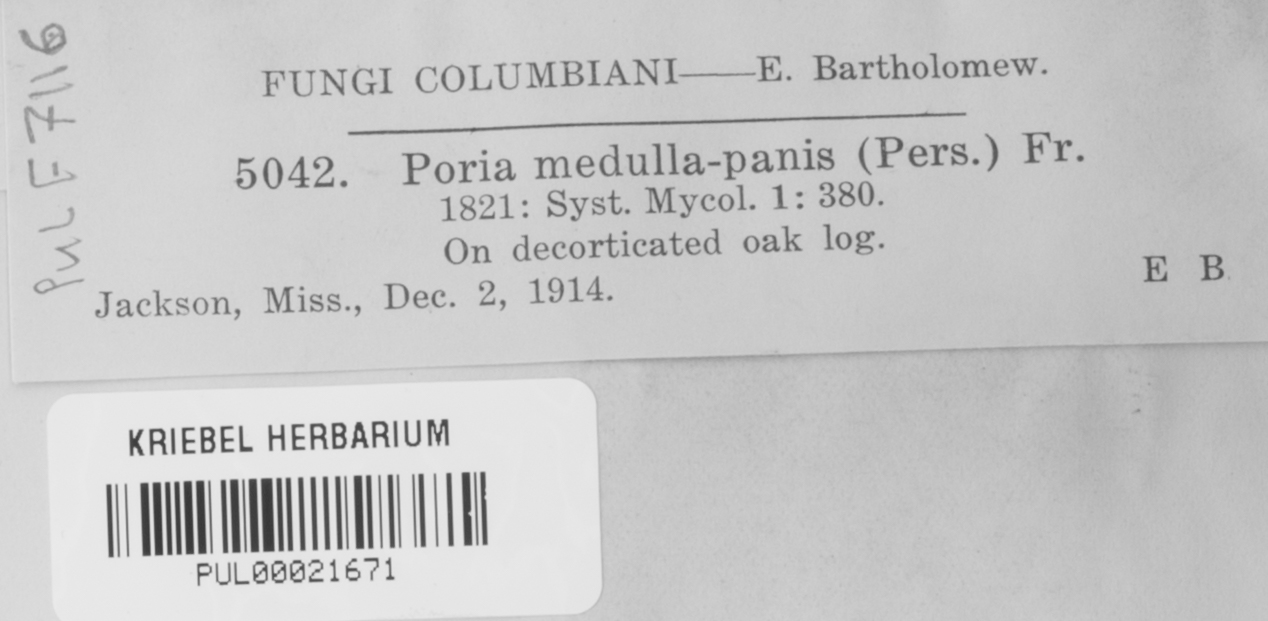 FUNGI COLUMBIANI——E. Bartholomew.
5042. Poria medulla-panis (Pers.) Fr.
1821: Syst. Mycol. 1: 380.
On decorticated oak log.
Jackson, Miss., Dec. 2, 1914.
E B
PUL F 7116
KRIEBEL HERBARIUM
PUL00021671